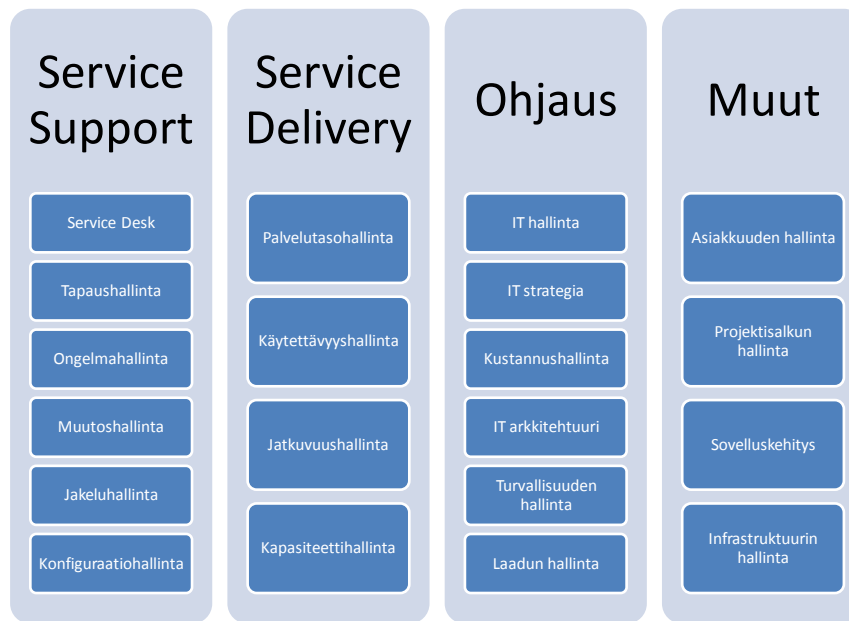 Service
Support
Service Desk
Tapaushallinta
Ongelmahallinta
Muutoshallinta
Jakeluhallinta
Konfiguraatiohallinta
Service
Delivery
Palvelutasohallinta
Käytettävyyshallinta
Jatkuvuushallinta
Kapasiteettihallinta
Ohjaus
IT hallinta
IT strategia
Kustannushallinta
IT arkkitehtuuri
Turvallisuuden
hallinta
Laadun hallinta
Muut
Asiakkuuden hallinta
Projektisalkun
hallinta
Sovelluskehitys
Infrastruktuurin
hallinta